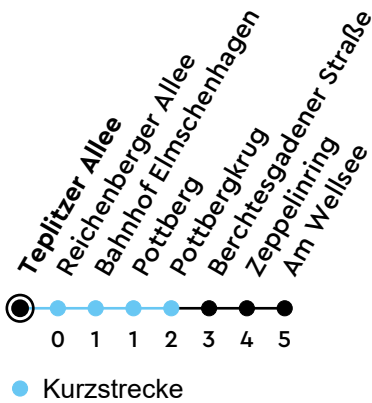 Teplitzer Allee
Reichenberger Allee
Bahnhof Elmschenhagen
Pottberg
Pottbergkrug
Berchtesgadener Straße
Zeppelinring
Am Wellsee
0 1 1 2 3 4 5
Kurzstrecke